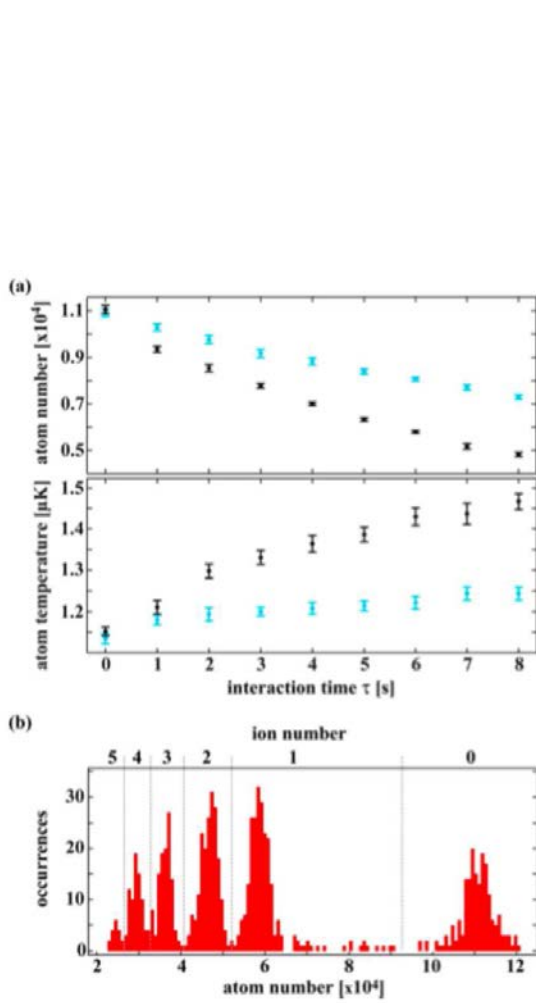 (a)
atom number [x10⁴]
1.1
0.9
0.7
0.5
atom temperature [µK]
1.5
1.4
1.3
1.2
0 1 2 3 4 5 6 7 8
interaction time τ [s]
(b)
ion number
5 4 3 2 1 0
occurrences
30
20
10
0
2 4 6 8 10 12
atom number [x10⁴]